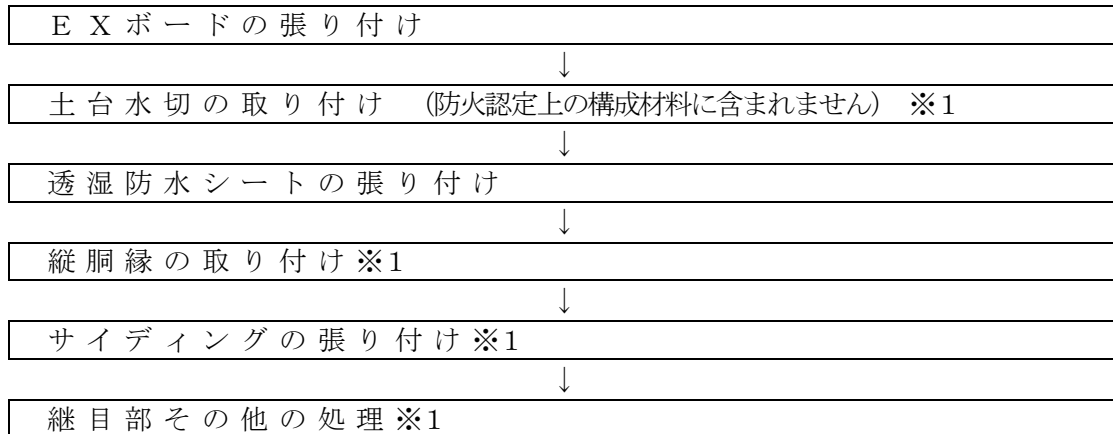 ＥＸボードの張り付け
↓
土台水切の取り付け （防火認定上の構成材料に含まれません） ※１
↓
透湿防水シートの張り付け
↓
縦胴縁の取り付け※１
↓
サイディングの張り付け※１
↓
継目部その他の処理※１